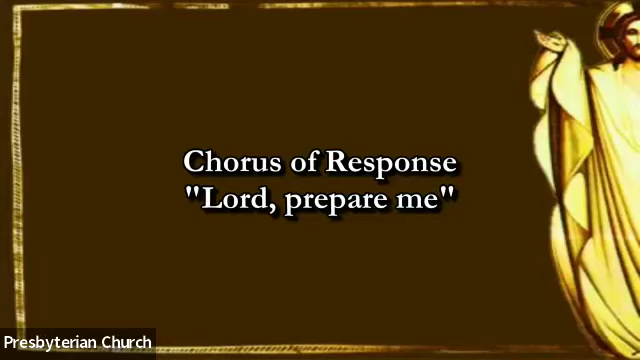 Chorus of Response
"Lord, prepare me"
Presbyterian Church